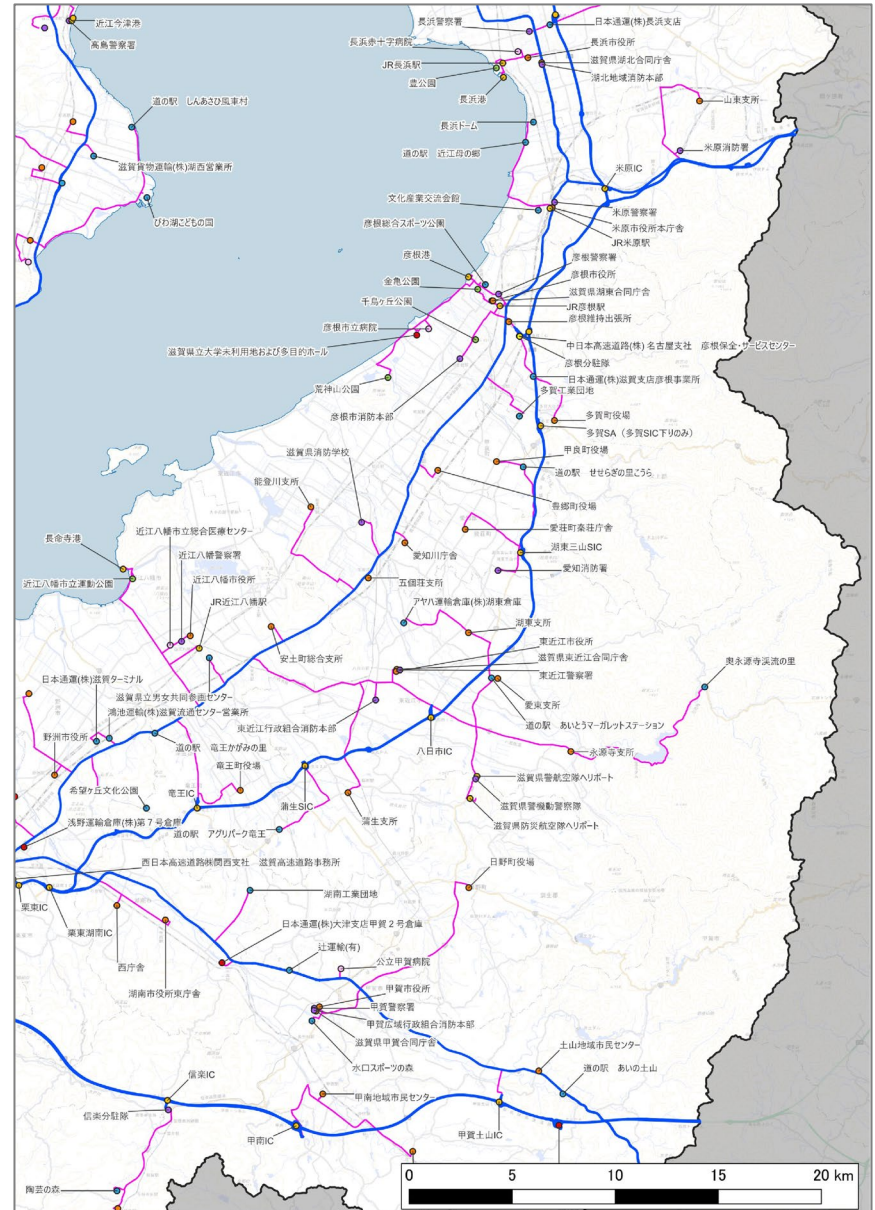 近江今津港
高島警察署
長浜警察署
日本通運(株)長浜支店
長浜赤十字病院
長浜市役所
JR長浜駅
滋賀県湖北合同庁舎
豊公園
湖北地域消防本部
長浜港
山東支所
道の駅 しんあさひ風車村
長浜ドーム
道の駅 近江母の郷
米原消防署
滋賀貨物運輸(株)湖西営業所
米原IC
びわ湖こどもの国
文化産業交流会館
米原警察署
米原市役所本庁舎
彦根総合スポーツ公園
JR米原駅
彦根港
彦根警察署
金亀公園
彦根市役所
滋賀県湖東合同庁舎
千鳥ヶ丘公園
JR彦根駅
彦根維持出張所
彦根市立病院
中日本高速道路(株)名古屋支社 彦根保全・サービスセンター
滋賀県立大学未利用地および多目的ホール
彦根分駐隊
荒神山公園
日本通運(株)滋賀支店彦根事業所
多賀工業団地
彦根市消防本部
多賀町役場
多賀SA(多賀SIC下りのみ)
滋賀県消防学校
甲良町役場
道の駅 せせらぎの里こうら
能登川支所
豊郷町役場
近江八幡市立総合医療センター
愛荘町秦荘庁舎
長命寺港
近江八幡警察署
愛知川庁舎
湖東三山SIC
近江八幡市立運動公園
近江八幡市役所
愛知消防署
JR近江八幡駅
五個荘支所
アヤハ運輸倉庫(株)湖東倉庫
湖東支所
安土町総合支所
東近江市役所
滋賀県東近江合同庁舎
奥永源寺渓流の里
日本通運(株)滋賀ターミナル
東近江警察署
滋賀県立男女共同参画センター
愛東支所
鴻池運輸(株)滋賀流通センター営業所
道の駅 あいとうマーガレットステーション
東近江行政組合消防本部
野洲市役所
道の駅 竜王かがみの里
八日市IC
永源寺支所
竜王町役場
希望ヶ丘文化公園
竜王IC
蒲生SIC
滋賀県警航空隊ヘリポート
滋賀県警機動警察隊
浅野運輸倉庫(株)第7号倉庫
道の駅 アグリパーク竜王
蒲生支所
滋賀県防災航空隊ヘリポート
西日本高速道路㈱関西支社 滋賀高速道路事務所
日野町役場
栗東IC
湖南工業団地
栗東湖南IC
日本通運(株)大津支店甲賀2号倉庫
西庁舎
辻運輸(有)
公立甲賀病院
湖南市役所東庁舎
甲賀市役所
甲賀警察署
甲賀広域行政組合消防本部
滋賀県甲賀合同庁舎
水口スポーツの森
土山地域市民センター
道の駅 あいの土山
信楽IC
信楽分駐隊
甲南地域市民センター
甲南IC
甲賀土山IC
陶芸の森
0 5 10 15 20 km